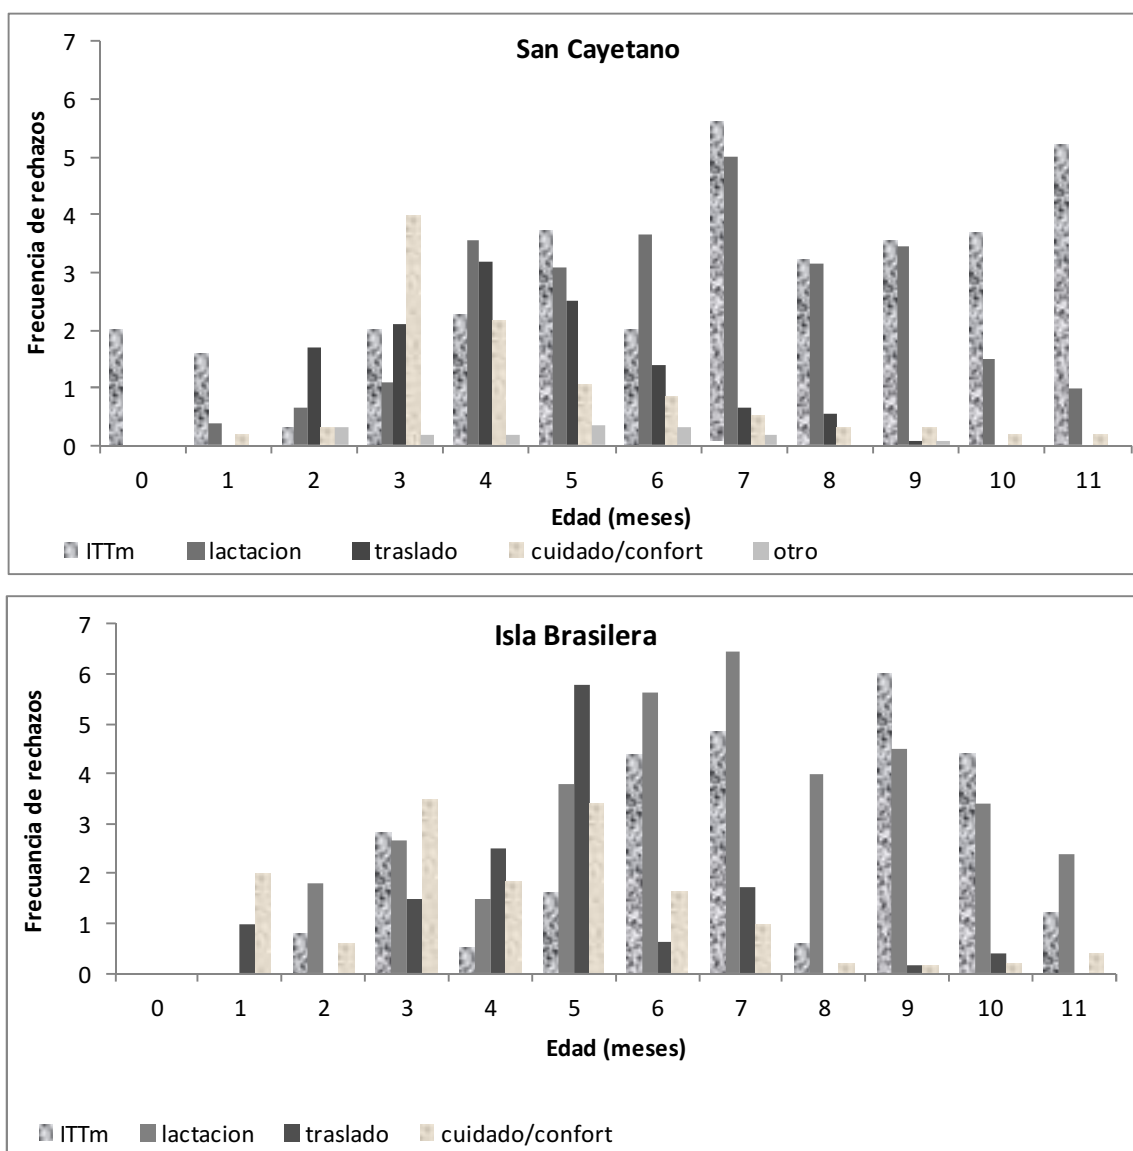 San Cayetano
Frecuencia de rechazos
7
6
5
4
3
2
1
0
0 1 2 3 4 5 6 7 8 9 10 11
Edad (meses)
ITTm lactacion traslado cuidado/confort otro
Isla Brasilera
Frecuancia de rechazos
7
6
5
4
3
2
1
0
0 1 2 3 4 5 6 7 8 9 10 11
Edad (meses)
ITTm lactacion traslado cuidado/confort